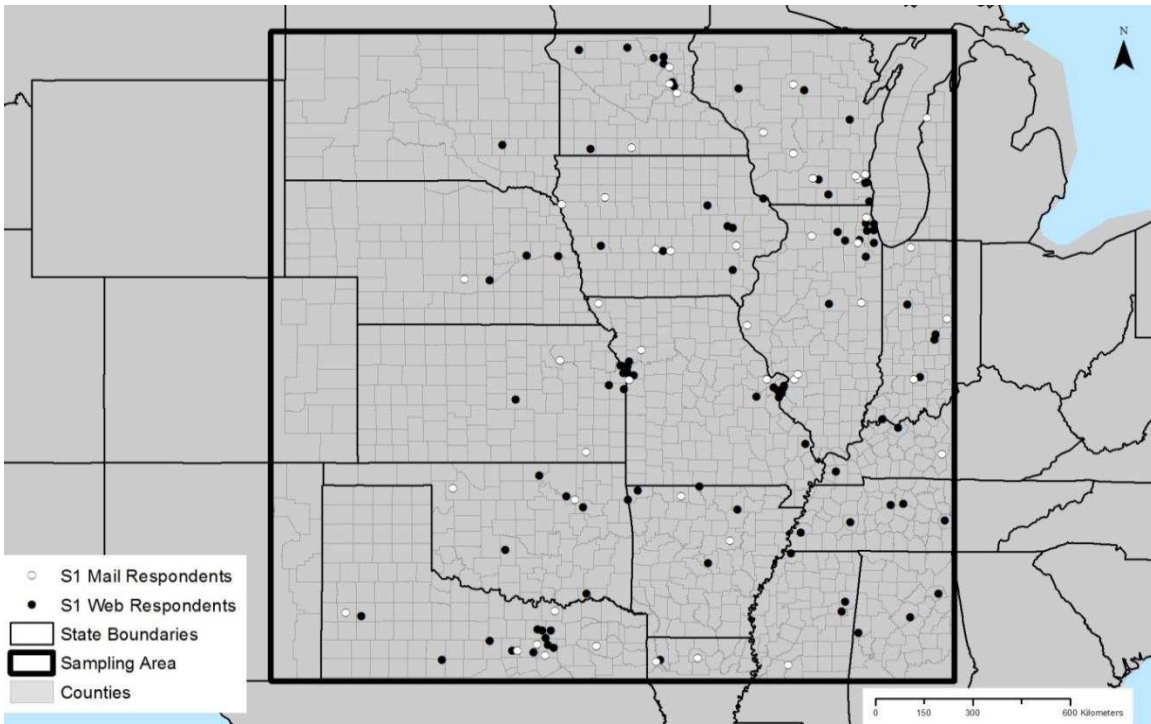 N
S1 Mail Respondents
S1 Web Respondents
State Boundaries
Sampling Area
Counties
0 150 300 600 Kilometers